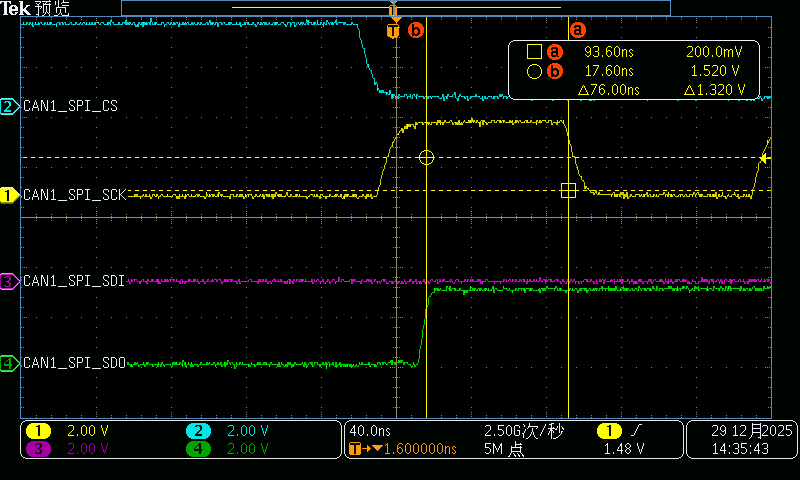 Tek 预览
T
T b a
a 93.60ns 200.0mV
b 17.60ns 1.520 V
△76.00ns △1.320 V
2 CAN1_SPI_CS
1 CAN1_SPI_SCK
3 CAN1_SPI_SDI
4 CAN1_SPI_SDO
1 2.00 V 2 2.00 V 40.0ns 2.50G次/秒 1 29 12月2025
3 2.00 V 4 2.00 V T→▼1.600000ns 5M 点 1.48 V 14:35:43